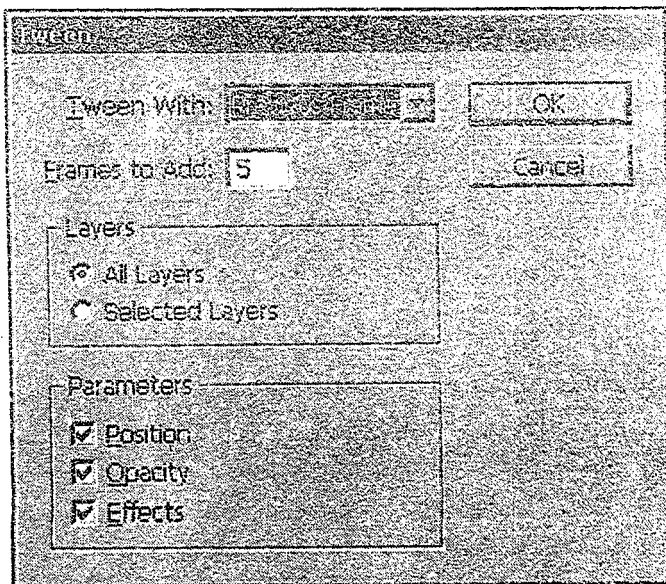 Tween
Tween With:
OK
Frames to Add: 5
Cancel
Layers
All Layers
Selected Layers
Parameters
Position
Opacity
Effects